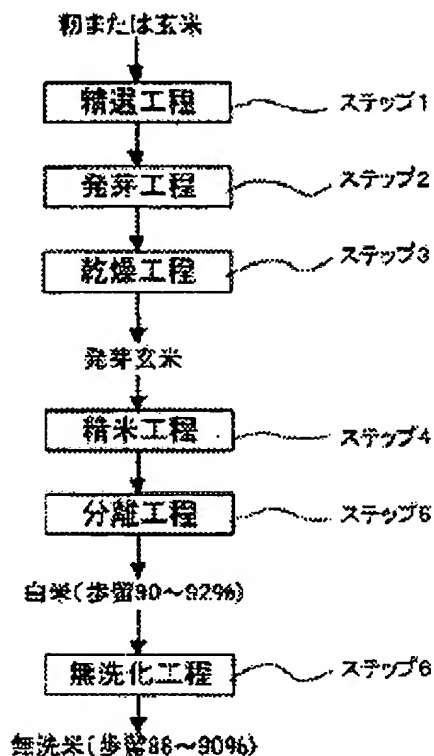 籾または玄米
精選工程
ステップ1
発芽工程
ステップ2
乾燥工程
ステップ3
発芽玄米
精米工程
ステップ4
分離工程
ステップ6
白米(歩留90〜92%)
無洗化工程
ステップ6
無洗米(歩留88〜90%)